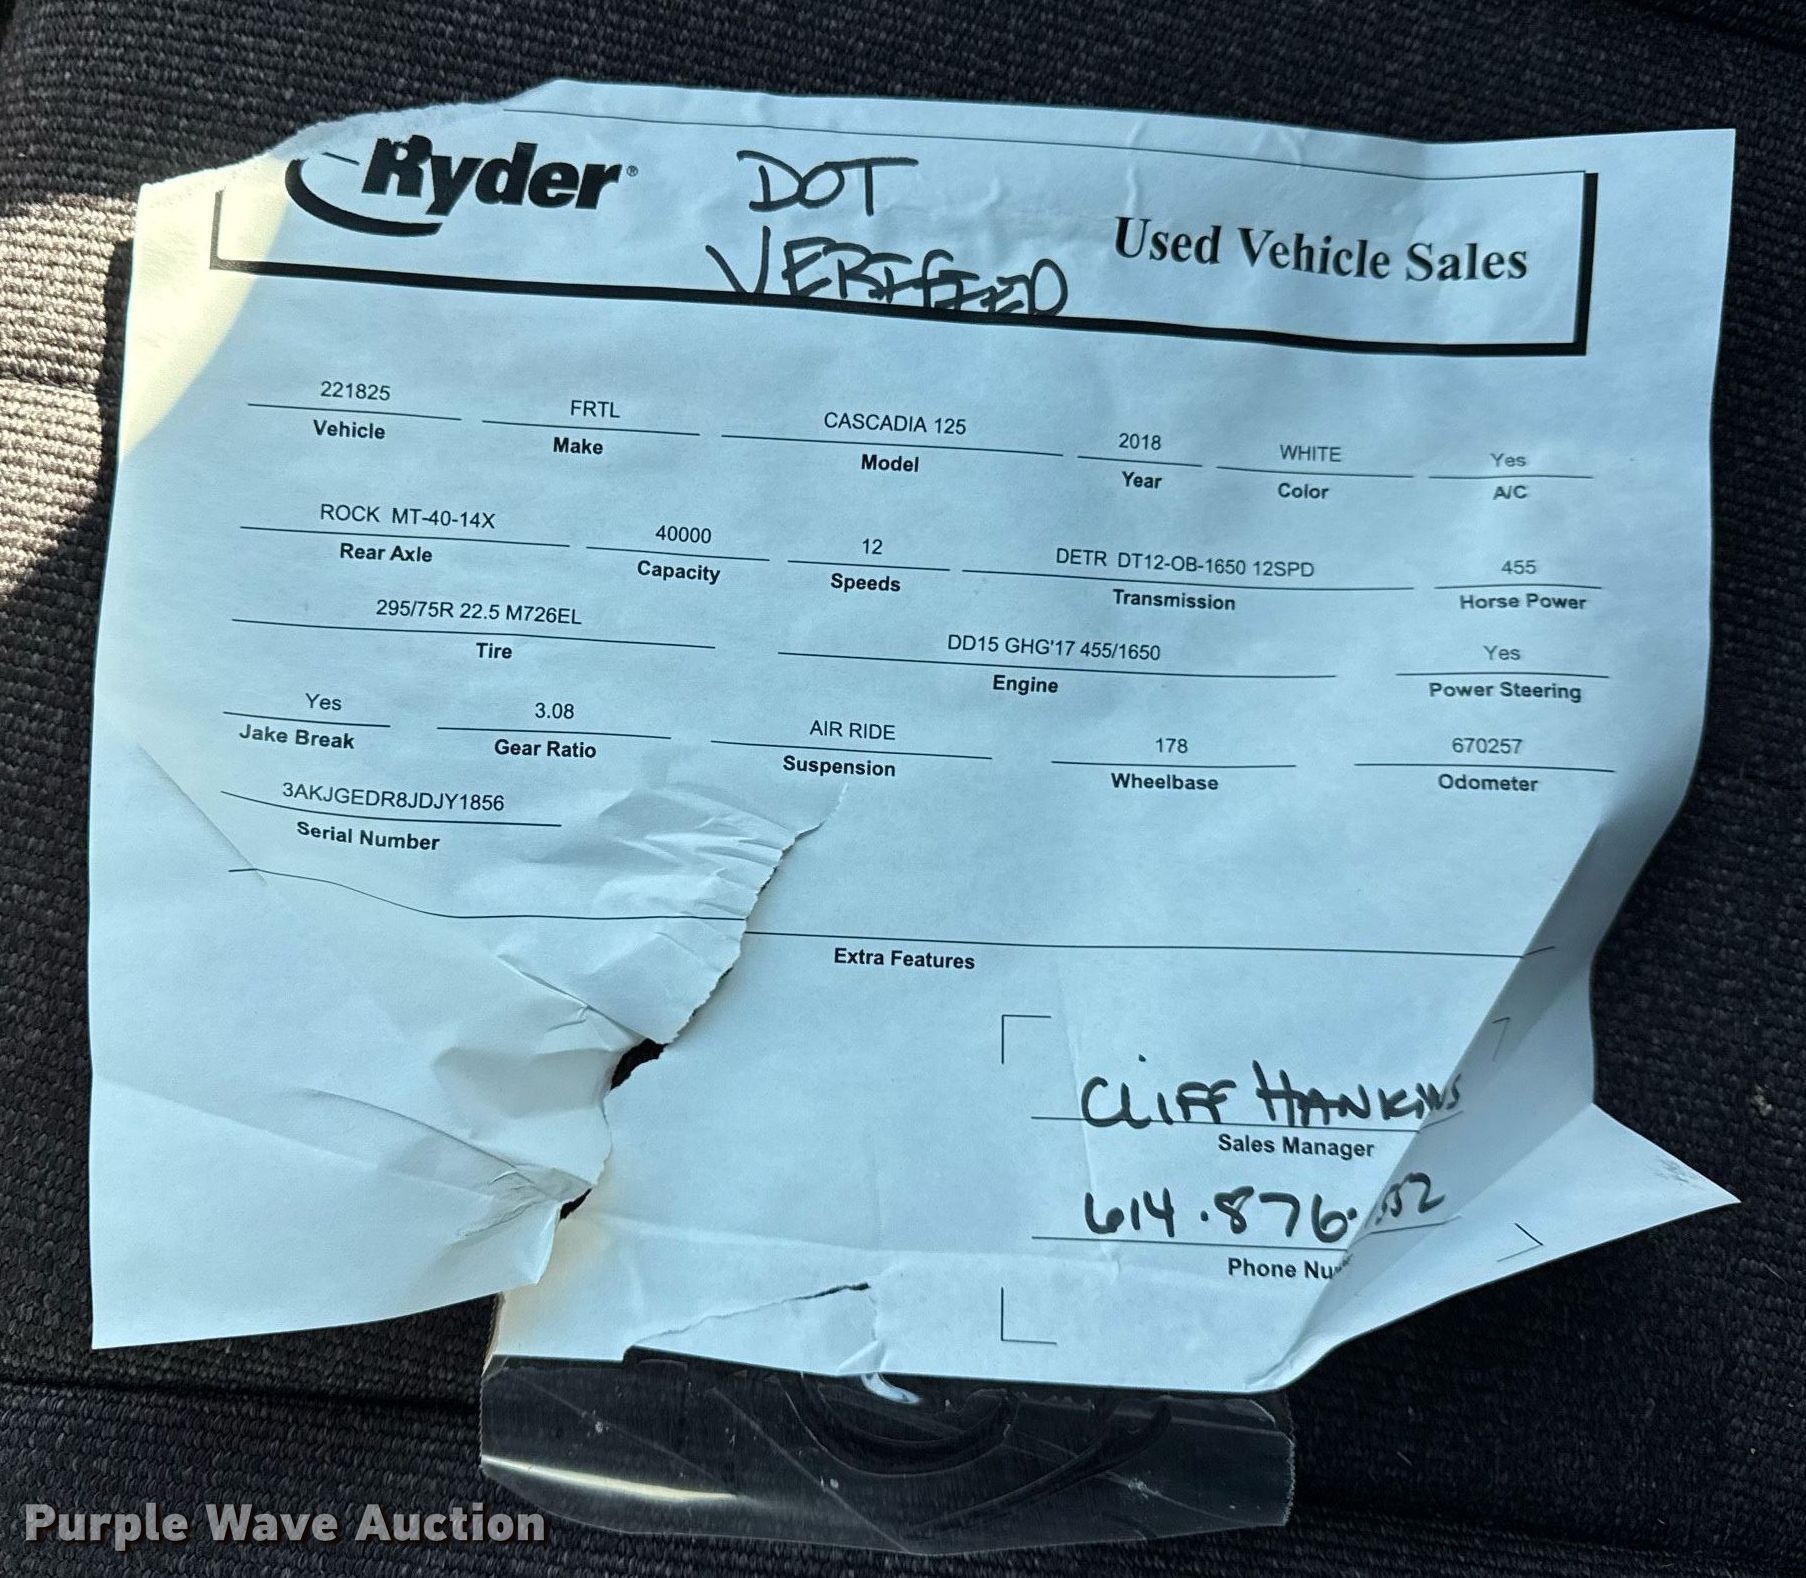 Ryder®
DOT
VERIFIED
Used Vehicle Sales
221825 FRTL CASCADIA 125 2018 WHITE Yes
Vehicle Make Model Year Color A/C
ROCK MT-40-14X 40000 12 DETR DT12-OB-1650 12SPD 455
Rear Axle Capacity Speeds Transmission Horse Power
295/75R 22.5 M726EL DD15 GHG'17 455/1650 Yes
Tire Engine Power Steering
Yes 3.08 AIR RIDE 178 670257
Jake Break Gear Ratio Suspension Wheelbase Odometer
3AKJGEDR8JDJY1856
Serial Number
Extra Features
CLIFF HANKINS
Sales Manager
614.876.
Phone
Purple Wave Auction